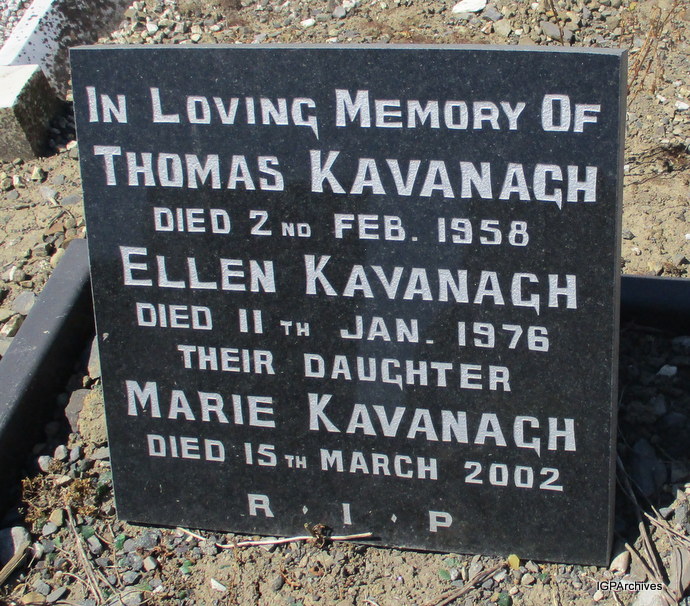 In Loving Memory Of
THOMAS KAVANAGH
DIED 2ND FEB. 1958
ELLEN KAVANAGH
DIED 11TH JAN. 1976
THEIR DAUGHTER
MARIE KAVANAGH
DIED 15TH MARCH 2002
R · I · P
IGPArchives